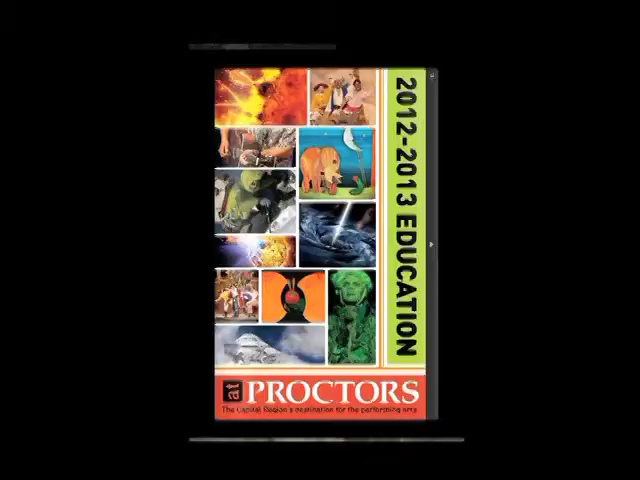 2012-2013 EDUCATION
at PROCTORS
The Capital Region's destination for the performing arts